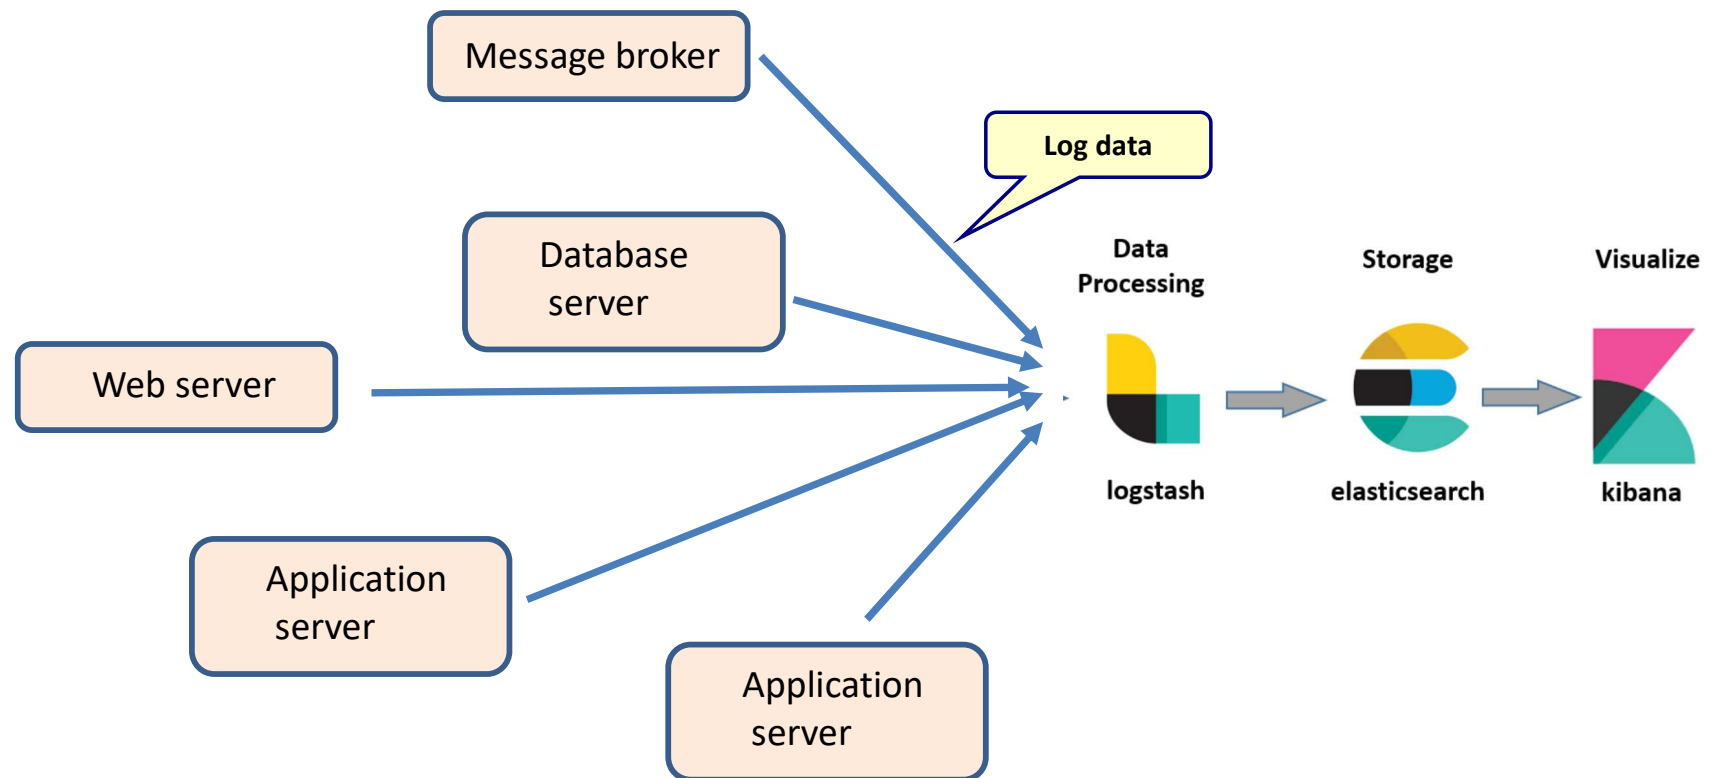 Message broker
Log data
Database
server
Data
Processing
Storage
Visualize
Web server
logstash
elasticsearch
kibana
Application
server
Application
server